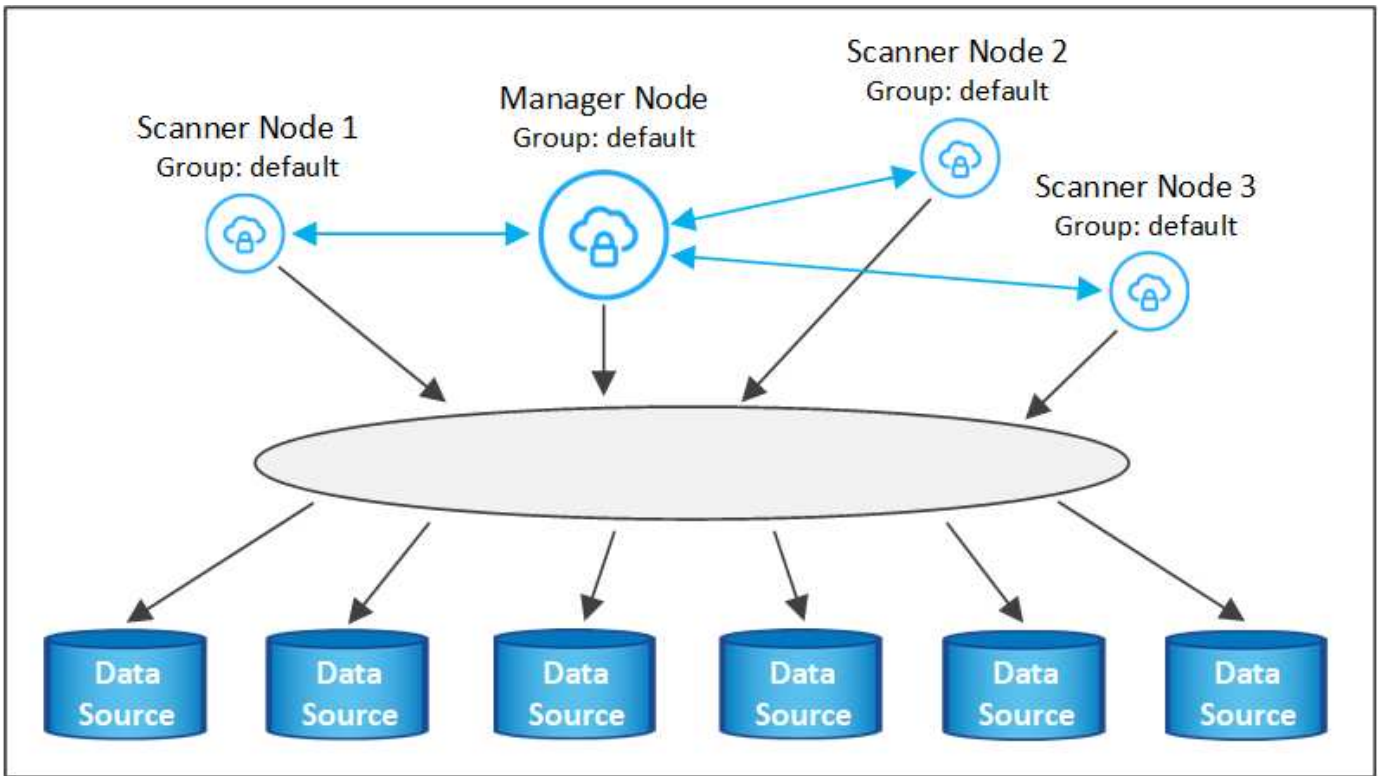 Scanner Node 1
Group: default
Manager Node
Group: default
Scanner Node 2
Group: default
Scanner Node 3
Group: default
Data
Source
Data
Source
Data
Source
Data
Source
Data
Source
Data
Source